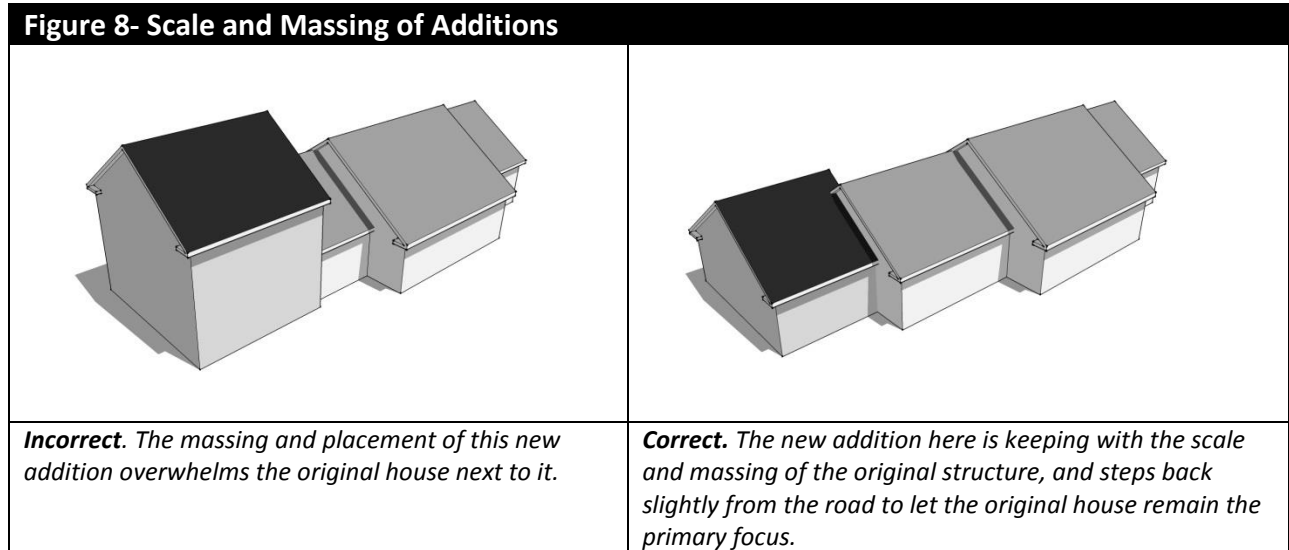 Figure 8- Scale and Massing of Additions
Incorrect. The massing and placement of this new
addition overwhelms the original house next to it.
Correct. The new addition here is keeping with the scale
and massing of the original structure, and steps back
slightly from the road to let the original house remain the
primary focus.